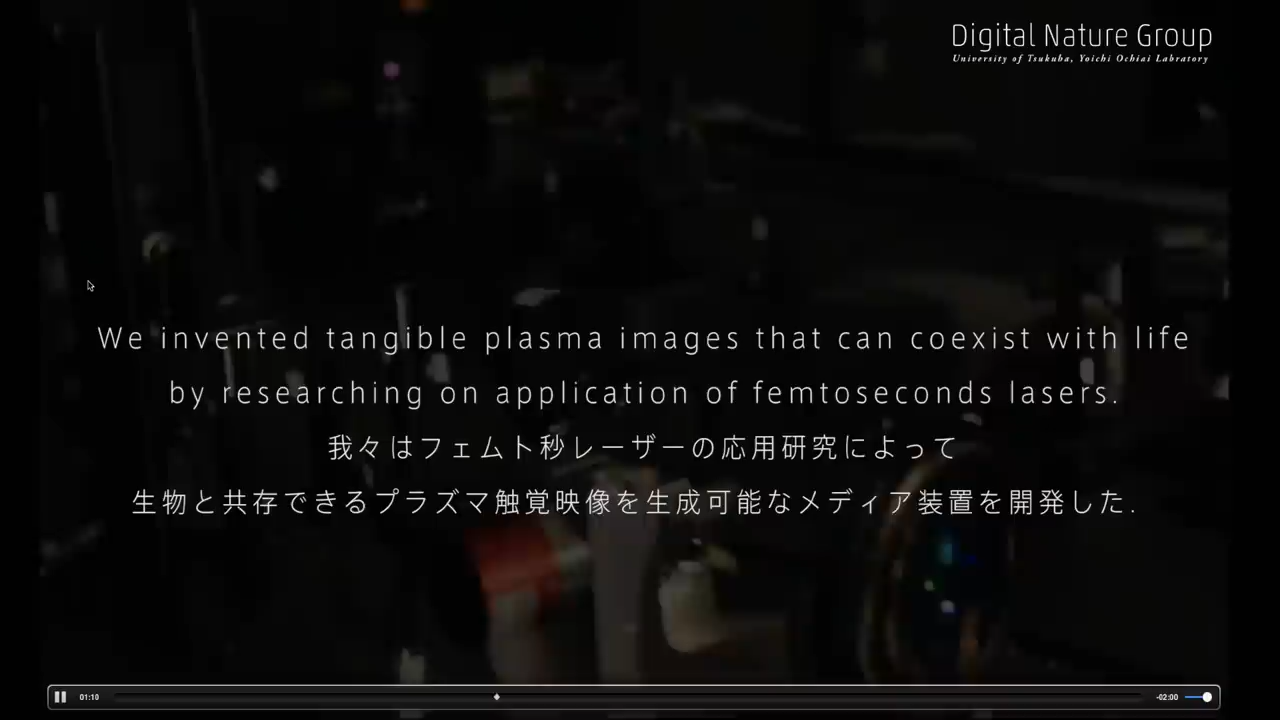 Digital Nature Group
University of Tsukuba, Yoichi Ochiai Labratory
We invented tangible plasma images that can coexist with life
by researching on application of femtoseconds lasers.
我々はフェムト秒レーザーの応用研究によって
生物と共存できるプラズマ触覚映像を生成可能なメディア装置を開発した.
01:10
-02:00